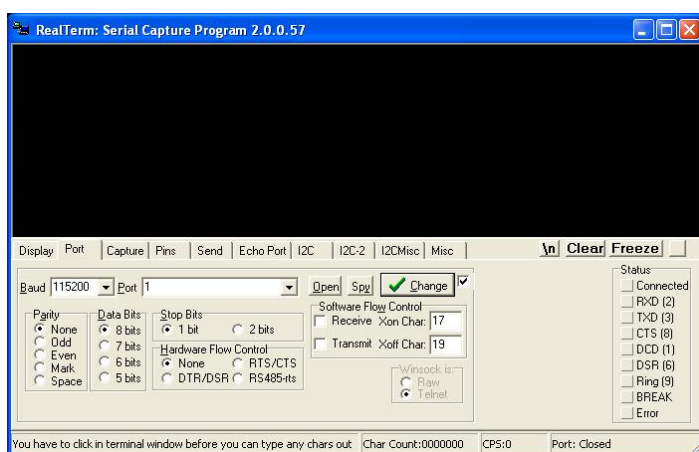 RealTerm: Serial Capture Program 2.0.0.57
Display Port Capture Pins Send Echo Port I2C I2C-2 I2CMisc Misc \n Clear Freeze
Baud 115200 Port 1 Open Spy Change
Parity
None
Odd
Even
Mark
Space
Data Bits
8 bits
7 bits
6 bits
5 bits
Stop Bits
1 bit 2 bits
Hardware Flow Control
None RTS/CTS
DTR/DSR RS485-rts
Software Flow Control
Receive Xon Char: 17
Transmit Xoff Char: 19
Winsock is:
Raw
Telnet
Status
Connected
RXD (2)
TXD (3)
CTS (8)
DCD (1)
DSR (6)
Ring (9)
BREAK
Error
You have to click in terminal window before you can type any chars out Char Count:0000000 CPS:0 Port: Closed